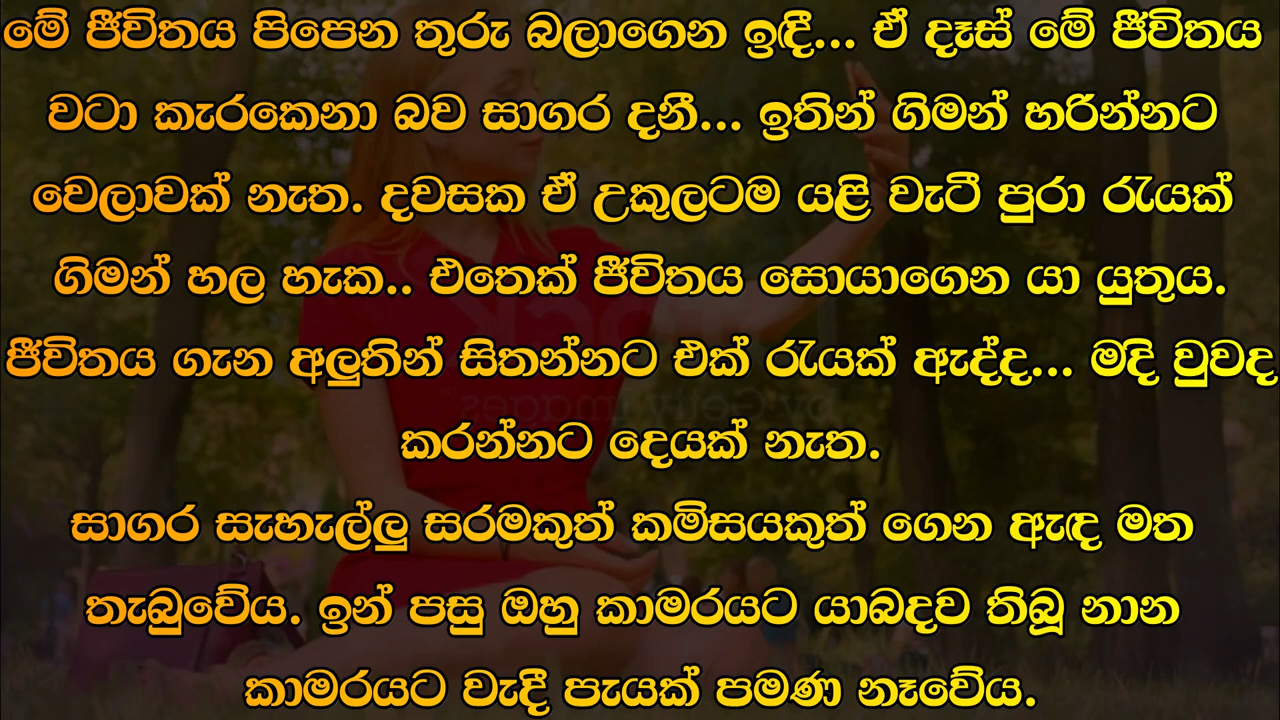 මේ ජීවිතය පිපෙන තුරු බලාගෙන ඉඳී... ඒ දෑස් මේ ජීවිතය
වටා කැරකෙනා බව සාගර දනී... ඉතින් ගිමන් හරින්නට
වෙලාවක් නැත. දවසක ඒ උකුලටම යළි වැටී පුරා රැයක්
ගිමන් හල හැක.. එතෙක් ජීවිතය සොයාගෙන යා යුතුය.
ජීවිතය ගැන අලුතින් සිතන්නට එක් රැයක් ඇද්ද... මදි වුවද
කරන්නට දෙයක් නැත.
සාගර සැහැල්ලු සරමකුත් කමිසයකුත් ගෙන ඇඳ මත
තැබුවේය. ඉන් පසු ඔහු කාමරයට යාබදව තිබූ නාන
කාමරයට වැදී පැයක් පමණ නෑවේය.